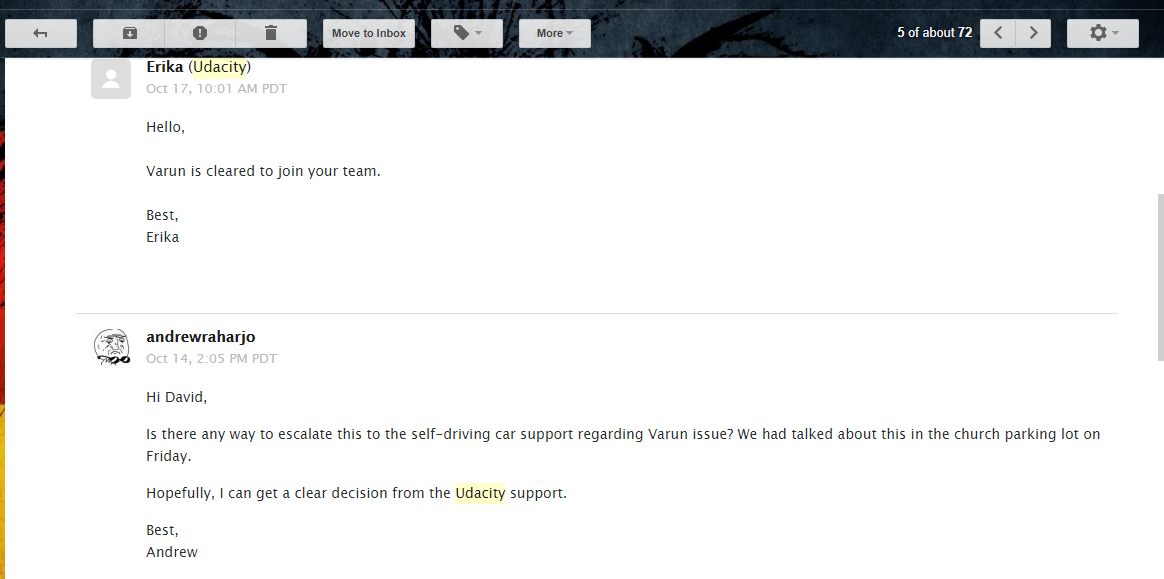 Move to Inbox
More
5 of about 72
Erika (Udacity)
Oct 17, 10:01 AM PDT
Hello,
Varun is cleared to join your team.
Best,
Erika
andrewraharjo
Oct 14, 2:05 PM PDT
Hi David,
Is there any way to escalate this to the self-driving car support regarding Varun issue? We had talked about this in the church parking lot on
Friday.
Hopefully, I can get a clear decision from the Udacity support.
Best,
Andrew